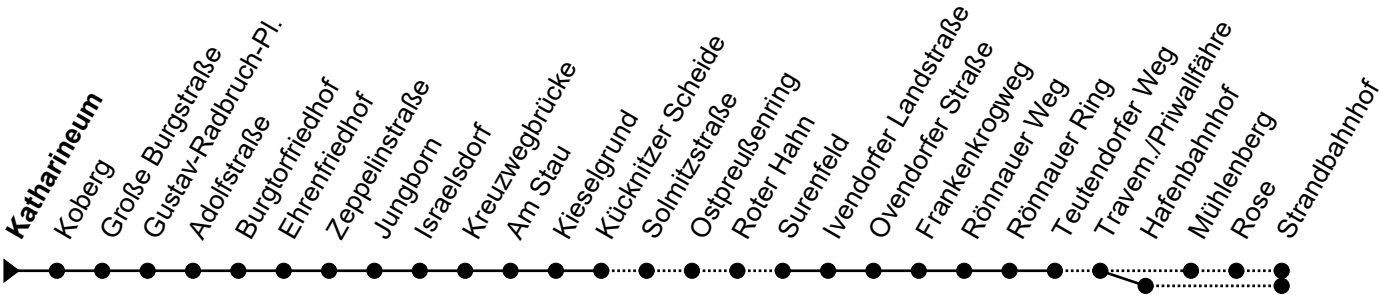 Katharineum
Koberg
Große Burgstraße
Gustav-Radbruch-Pl.
Adolfstraße
Burgtorfriedhof
Ehrenfriedhof
Zeppelinstraße
Jungborn
Israelsdorf
Kreuzwegbrücke
Am Stau
Kieselgrund
Kücknitzer Scheide
Solmitzstraße
Ostpreußenring
Roter Hahn
Surenfeld
Ivendorfer Landstraße
Ovendorfer Straße
Frankenkrogweg
Rönnauer Weg
Rönnauer Ring
Teutendorfer Weg
Travem./Priwallfähre
Hafenbahnhof
Mühlenberg
Rose
Strandbahnhof